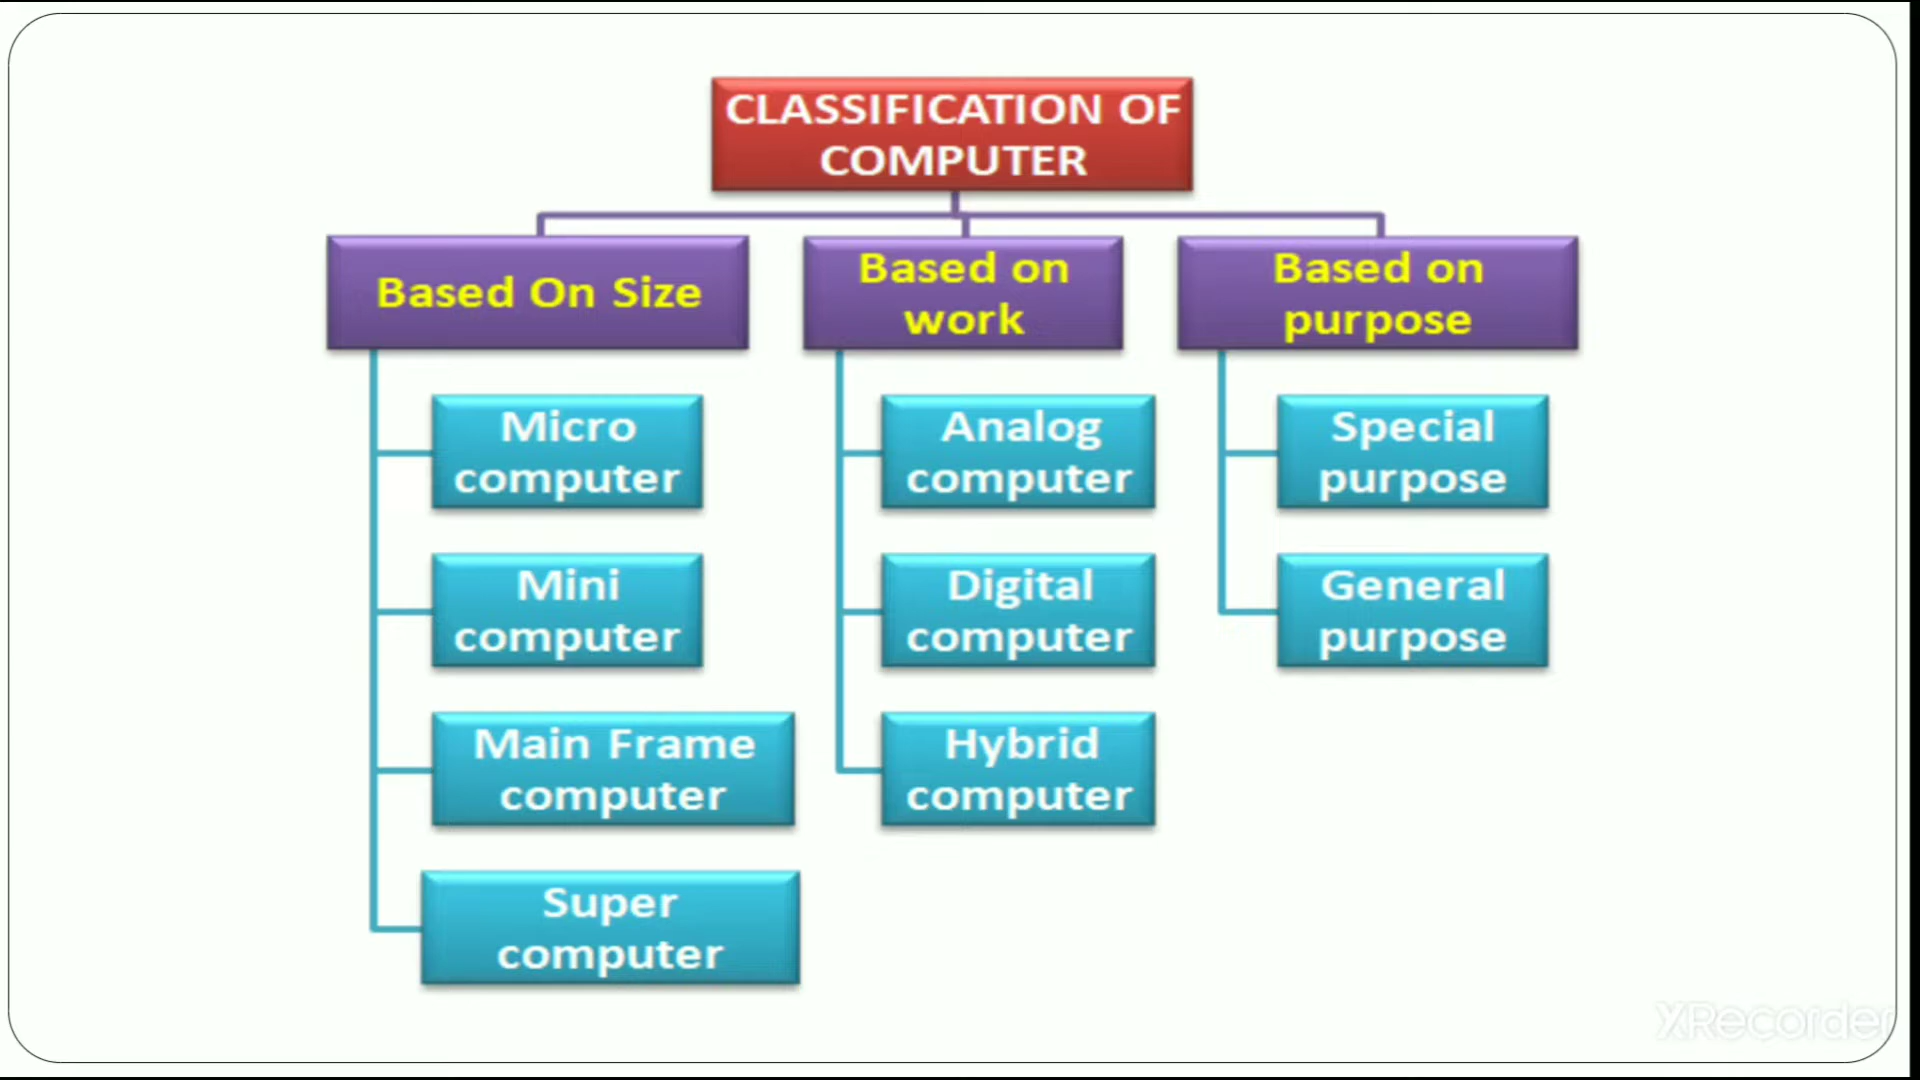 CLASSIFICATION OF
COMPUTER
Based On Size
Micro
computer
Mini
computer
Main Frame
computer
Super
computer
Based on
work
Analog
computer
Digital
computer
Hybrid
computer
Based on
purpose
Special
purpose
General
purpose
XRecorder